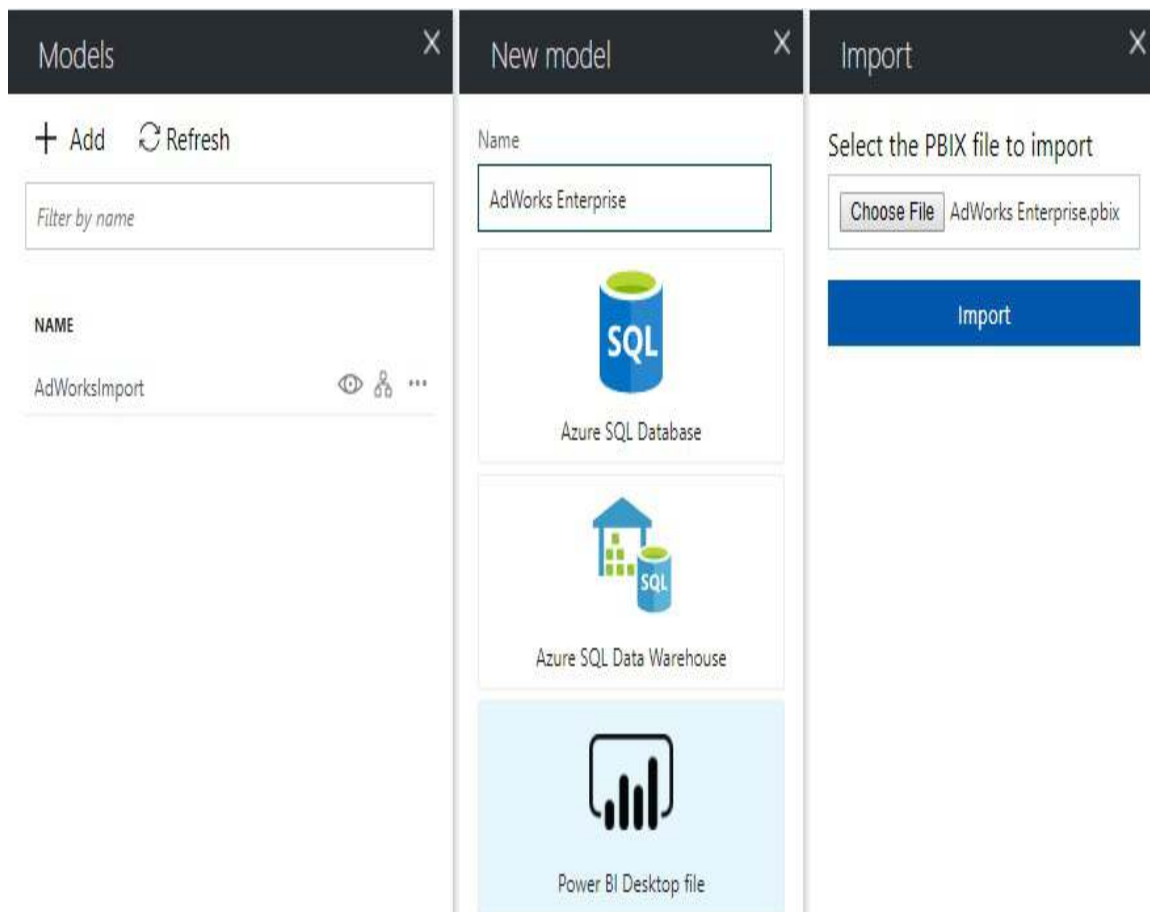 Models
+ Add Refresh
Filter by name
NAME
AdWorksImport
New model
Name
AdWorks Enterprise
SQL
Azure SQL Database
SQL
Azure SQL Data Warehouse
Power BI Desktop file
Import
Select the PBIX file to import
Choose File AdWorks Enterprise.pbix
Import